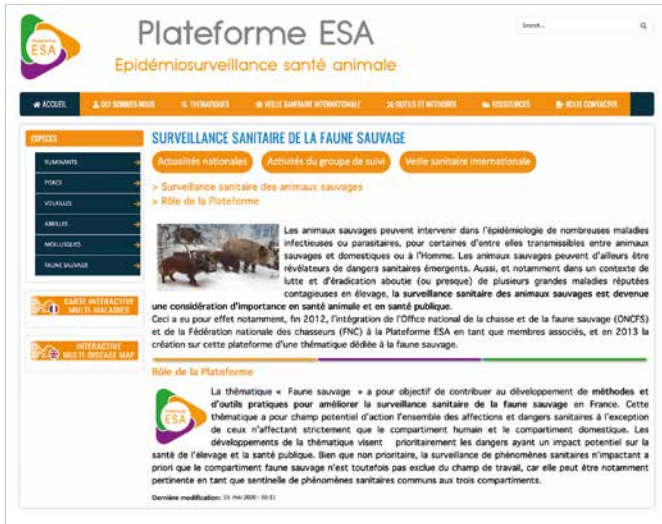 Plateforme ESA
Epidémiosurveillance santé animale
Search...
ESA
ACCUEIL
QUI SOMMES NOUS
THEMATIQUES
VEILLE SANITAIRE INTERNATIONALE
OUTILS ET METHODES
RESSOURCES
NOUS CONTACTER
ESPECES
RUMINANTS
PORCS
VOLAILLES
ABEILLES
MOLLUSQUES
FAUNE SAUVAGE
CARTE INTERACTIVE
MULTI-MALADIES
INTERACTIVE
MULTI-DISEASE MAP
SURVEILLANCE SANITAIRE DE LA FAUNE SAUVAGE
Actualités nationales
Activités du groupe de suivi
Veille sanitaire internationale
> Surveillance sanitaire des animaux sauvages
> Rôle de la Plateforme
Les animaux sauvages peuvent intervenir dans l'épidémiologie de nombreuses maladies
infectieuses ou parasitaires, pour certaines d'entre elles transmissibles entre animaux
sauvages et domestiques ou à l'Homme. Les animaux sauvages peuvent d'ailleurs être
révélateurs de dangers sanitaires émergents. Aussi, et notamment dans un contexte de
lutte et d'éradication aboutie (ou presque) de plusieurs grandes maladies réputées
contagieuses en élevage, la surveillance sanitaire des animaux sauvages est devenue
une considération d'importance en santé animale et en santé publique.
Ceci a eu pour effet notamment, fin 2012, l'intégration de l'Office national de la chasse et de la faune sauvage (ONCFS)
et de la Fédération nationale des chasseurs (FNC) à la Plateforme ESA en tant que membres associés, et en 2013 la
création sur cette plateforme d'une thématique dédiée à la faune sauvage.
Rôle de la Plateforme
ESA
La thématique « Faune sauvage » a pour objectif de contribuer au développement de méthodes et
d'outils pratiques pour améliorer la surveillance sanitaire de la faune sauvage en France. Cette
thématique a pour champ potentiel d'action l'ensemble des affections et dangers sanitaires à l'exception
de ceux n'affectant strictement que le compartiment humain et le compartiment domestique. Les
développements de la thématique visent prioritairement les dangers ayant un impact potentiel sur la
santé de l'élevage et la santé publique. Bien que non prioritaire, la surveillance de phénomènes sanitaires n'impactant a
priori que le compartiment faune sauvage n'est toutefois pas exclue du champ de travail, car elle peut être notamment
pertinente en tant que sentinelle de phénomènes sanitaires communs aux trois compartiments.
Dernière modification: 19 mai 2020 -